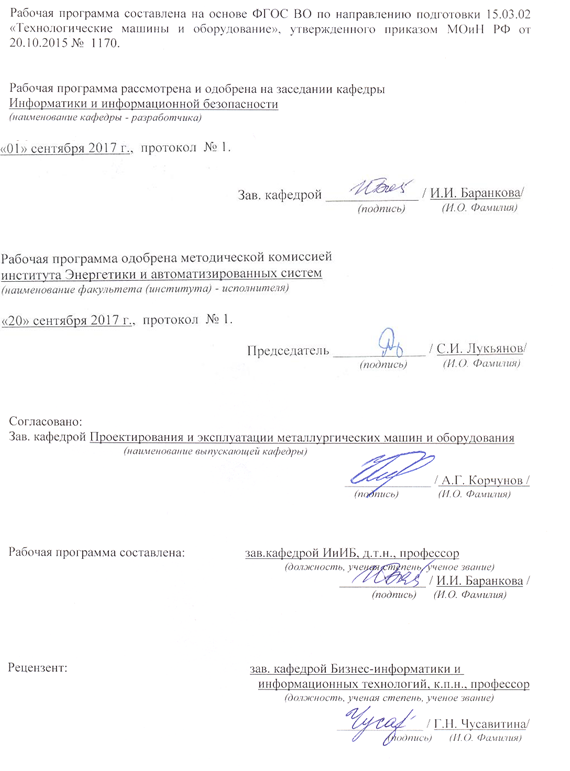 Рабочая программа составлена на основе ФГОС ВО по направлению подготовки 15.03.02
«Технологические машины и оборудование», утвержденного приказом МОиН РФ от
20.10.2015 № 1170.
Рабочая программа рассмотрена и одобрена на заседании кафедры
Информатики и информационной безопасности
(наименование кафедры - разработчика)
«01» сентября 2017 г., протокол № 1.
Зав. кафедрой / И.И. Баранкова/
(подпись) (И.О. Фамилия)
Рабочая программа одобрена методической комиссией
института Энергетики и автоматизированных систем
(наименование факультета (института) - исполнителя)
«20» сентября 2017 г., протокол № 1.
Председатель / С.И. Лукьянов/
(подпись) (И.О. Фамилия)
Согласовано:
Зав. кафедрой Проектирования и эксплуатации металлургических машин и оборудования
(наименование выпускающей кафедры)
/ А.Г. Корчунов /
(подпись) (И.О. Фамилия)
Рабочая программа составлена: зав.кафедрой ИиИБ, д.т.н., профессор
(должность, ученая степень, ученое звание)
/ И.И. Баранкова /
(подпись) (И.О. Фамилия)
Рецензент: зав. кафедрой Бизнес-информатики и
информационных технологий, к.п.н., профессор
(должность, ученая степень, ученое звание)
/ Г.Н. Чусавитина/
(подпись) (И.О. Фамилия)